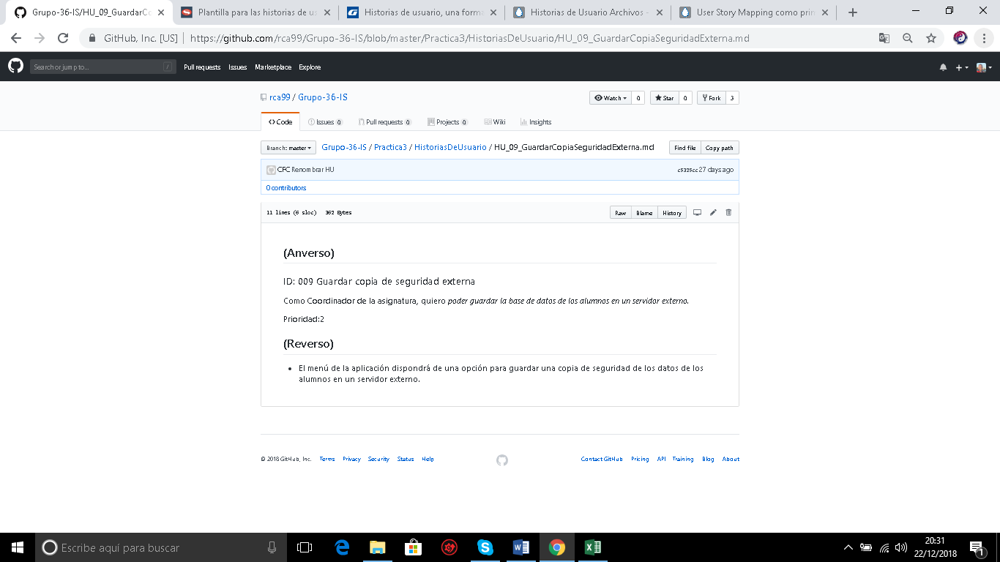 Grupo-36-IS/HU_09_GuardarCo
Plantilla para las historias de us
Historias de usuario, una forma
Historias de Usuario Archivos -
User Story Mapping como prin
GitHub, Inc. [US] | https://github.com/rca99/Grupo-36-IS/blob/master/Practica3/HistoriasDeUsuario/HU_09_GuardarCopiaSeguridadExterna.md
Search or jump to... /
Pull requests Issues Marketplace Explore
rca99 / Grupo-36-IS
Watch 0 Star 0 Fork 3
Code Issues 0 Pull requests 0 Projects 0 Wiki Insights
Branch: master Grupo-36-IS / Practica3 / HistoriasDeUsuario / HU_09_GuardarCopiaSeguridadExterna.md Find file Copy path
CFC Renombrar HU c5325cc 27 days ago
0 contributors
11 lines (6 sloc) 362 Bytes Raw Blame History
(Anverso)
ID: 009 Guardar copia de seguridad externa
Como Coordinador de la asignatura, quiero poder guardar la base de datos de los alumnos en un servidor externo.
Prioridad:2
(Reverso)
• El menú de la aplicación dispondrá de una opción para guardar una copia de seguridad de los datos de los
alumnos en un servidor externo.
© 2018 GitHub, Inc. Terms Privacy Security Status Help Contact GitHub Pricing API Training Blog About
Escribe aquí para buscar
20:31
22/12/2018
1